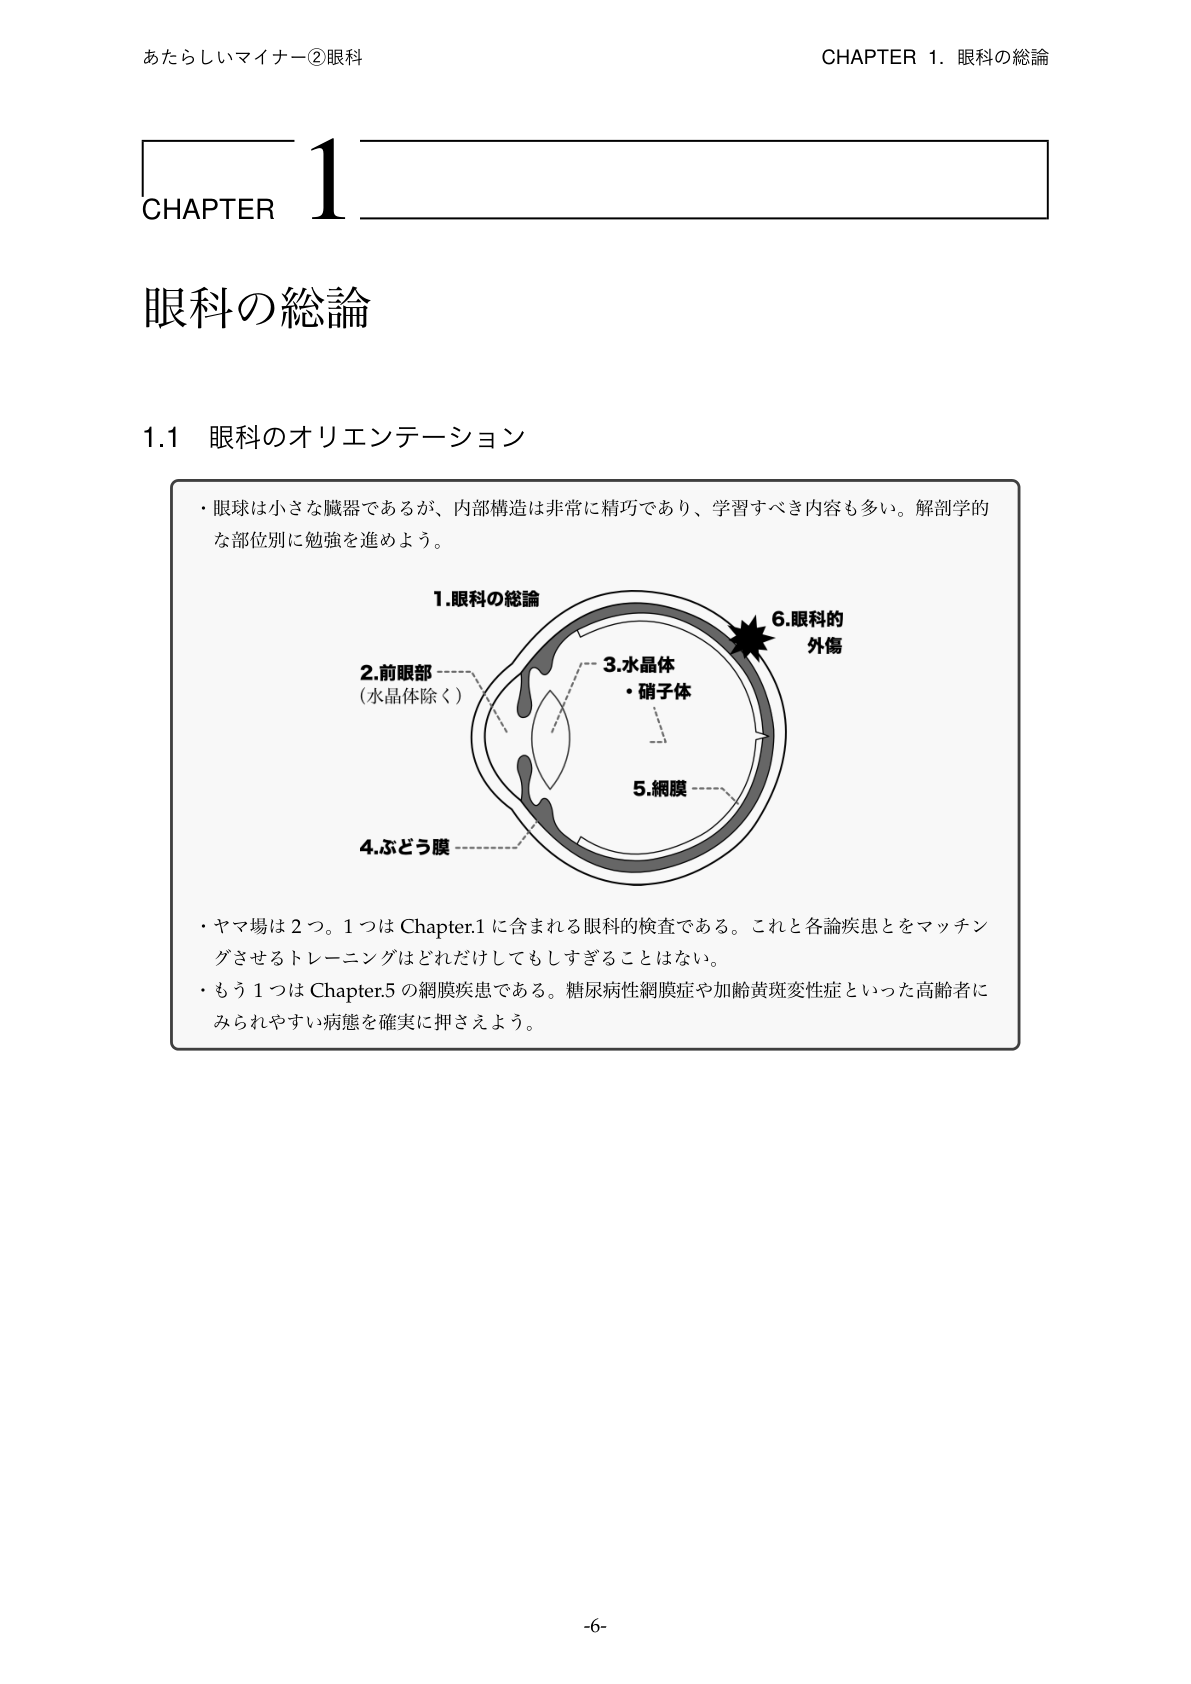 あたらしいマイナー②眼科
CHAPTER 1. 眼科の総論
CHAPTER 1
眼科の総論
1.1 眼科のオリエンテーション
・眼球は小さな臓器であるが、内部構造は非常に精巧であり、学習すべき内容も多い。解剖学的
な部位別に勉強を進めよう。
1.眼科の総論
6.眼科的
外傷
2.前眼部
（水晶体除く）
3.水晶体
・硝子体
5.網膜
4.ぶどう膜
・ヤマ場は 2 つ。1 つは Chapter.1 に含まれる眼科的検査である。これと各論疾患とをマッチン
グさせるトレーニングはどれだけしてもしすぎることはない。
・もう 1 つは Chapter.5 の網膜疾患である。糖尿病性網膜症や加齢黄斑変性症といった高齢者に
みられやすい病態を確実に押さえよう。
-6-